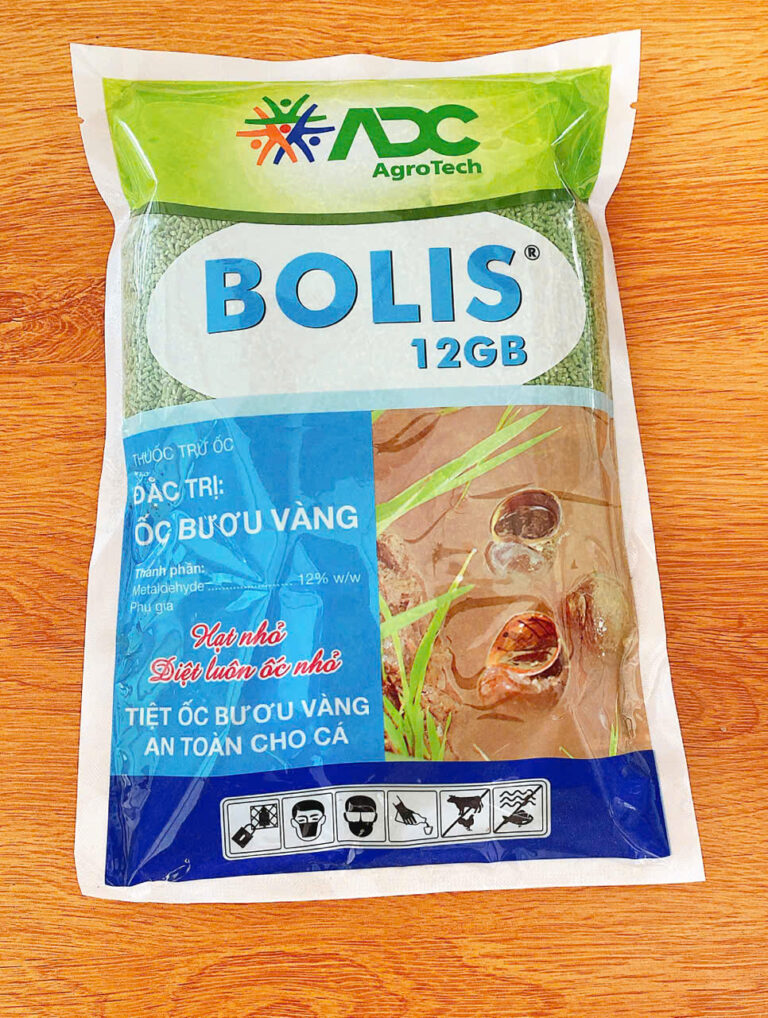 ADC
AgroTech
BOLIS®
12GB
THUỐC TRỪ ỐC
ĐẶC TRỊ:
ỐC BƯƠU VÀNG
Thành phần:
Metaldehyde ........................ 12% w/w
Phụ gia
Hạt nhỏ
Diệt luôn ốc nhỏ
TIỆT ỐC BƯƠU VÀNG
AN TOÀN CHO CÁ